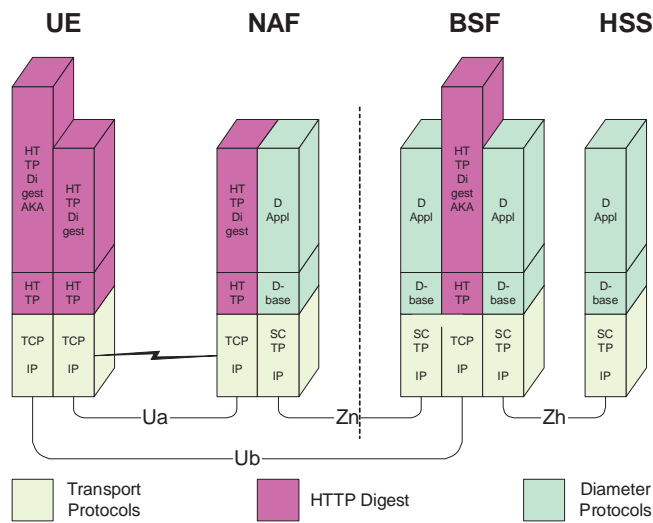 UE
NAF
BSF
HSS
HT
TP
Di
gest
AKA
HT
TP
Di
gest
HT
TP
HT
TP
TCP
IP
TCP
IP
HT
TP
Di
gest
D
Appl
HT
TP
D-
base
TCP
IP
SC
TP
IP
D
Appl
HT
TP
Di
gest
AKA
D
Appl
D-
base
HT
TP
D-
base
SC
TP
IP
TCP
IP
SC
TP
IP
D
Appl
D-
base
SC
TP
IP
Ua
Zn
Zh
Ub
Transport
Protocols
HTTP Digest
Diameter
Protocols